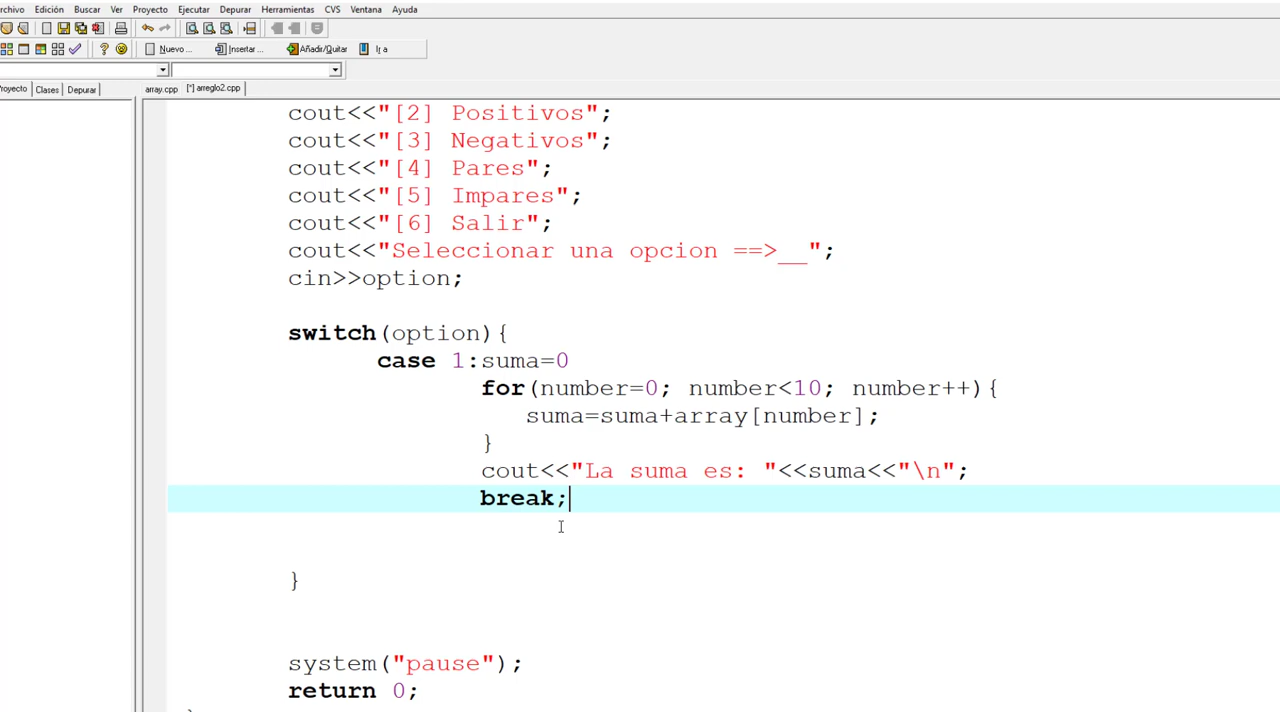 rchivo Edición Buscar Ver Proyecto Ejecutar Depurar Herramientas CVS Ventana Ayuda
Nuevo ... Insertar ... Añadir/Quitar Ir a
royecto Clases Depurar array.cpp [*] arreglo2.cpp
cout<<"[2] Positivos";
cout<<"[3] Negativos";
cout<<"[4] Pares";
cout<<"[5] Impares";
cout<<"[6] Salir";
cout<<"Seleccionar una opcion ==>__";
cin>>option;
switch(option){
case 1:suma=0
for(number=0; number<10; number++){
suma=suma+array[number];
}
cout<<"La suma es: "<<suma<<"\n";
break;
}
system("pause");
return 0;